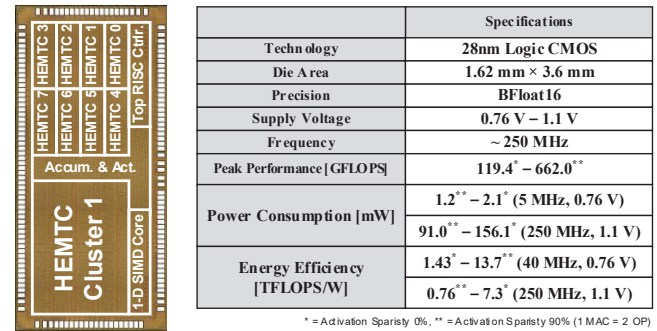 HEMTC 3
HEMTC 2
HEMTC 1
HEMTC 0
Top RISC Ctrlr.
HEMTC 7
HEMTC 6
HEMTC 5
HEMTC 4
Accum. & Act.
HEMTC
Cluster 1
1-D SIMD Core
Specifications
Technology 28nm Logic CMOS
Die Area 1.62 mm × 3.6 mm
Precision BFloat16
Supply Voltage 0.76 V – 1.1 V
Frequency ~ 250 MHz
Peak Performance [GFLOPS] 119.4* – 662.0**
Power Consumption [mW] 1.2** – 2.1* (5 MHz, 0.76 V)
91.0** – 156.1* (250 MHz, 1.1 V)
Energy Efficiency
[TFLOPS/W]
1.43* – 13.7** (40 MHz, 0.76 V)
0.76** – 7.3* (250 MHz, 1.1 V)
* = Activation Sparisty 0%, ** = Activation Sparisty 90% (1 MAC = 2 OP)